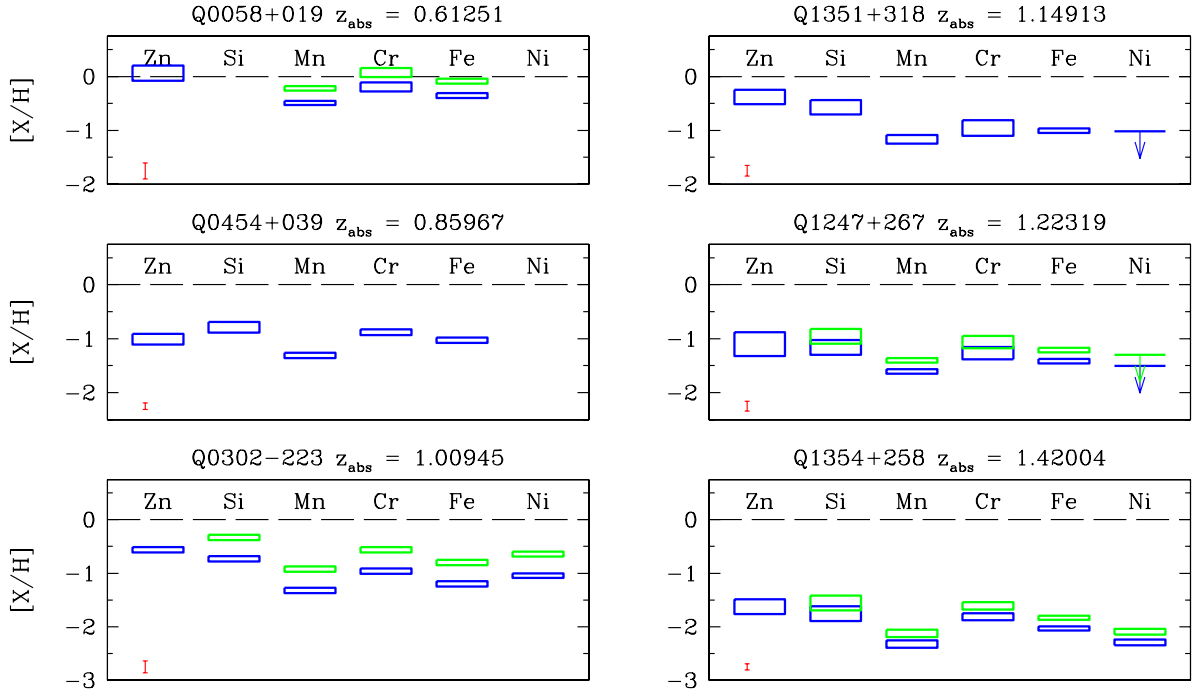 Q0058+019 z_abs = 0.61251
Zn Si Mn Cr Fe Ni
0
−1
−2
[X/H]
Q1351+318 z_abs = 1.14913
Zn Si Mn Cr Fe Ni
0
−1
−2
Q0454+039 z_abs = 0.85967
Zn Si Mn Cr Fe Ni
0
−1
−2
[X/H]
Q1247+267 z_abs = 1.22319
Zn Si Mn Cr Fe Ni
0
−1
−2
Q0302−223 z_abs = 1.00945
Zn Si Mn Cr Fe Ni
0
−1
−2
−3
[X/H]
Q1354+258 z_abs = 1.42004
Zn Si Mn Cr Fe Ni
0
−1
−2
−3